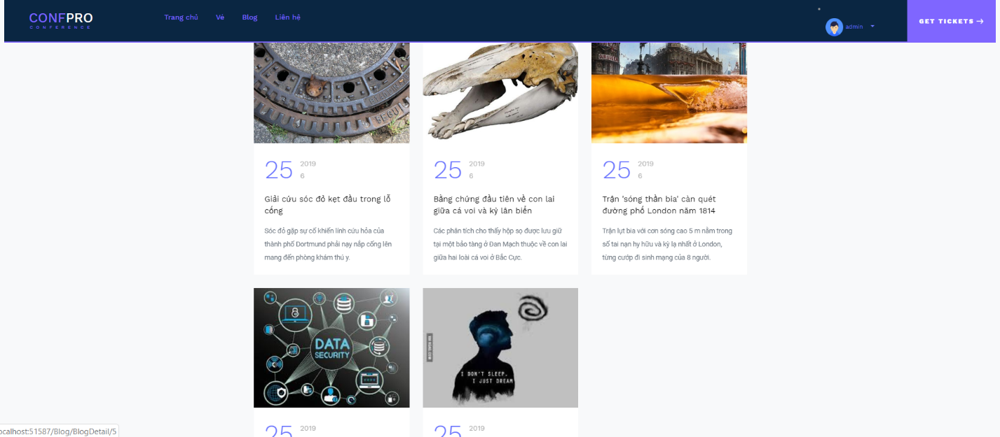 CONFPRO
CONFERENCE
Trang chủ
Vé
Blog
Liên hệ
admin
GET TICKETS →
25
2019
6
Giải cứu sóc đỏ kẹt đầu trong lỗ
cống
Sóc đỏ gặp sự cố khiến lính cứu hỏa của
thành phố Dortmund phải nạy nắp cống lên
mang đến phòng khám thú y.
25
2019
6
Bằng chứng đầu tiên về con lai
giữa cá voi và kỳ lân biển
Các phân tích cho thấy hộp sọ được lưu giữ
tại một bảo tàng ở Đan Mạch thuộc về con lai
giữa hai loài cá voi ở Bắc Cực.
25
2019
6
Trận 'sóng thần bia' càn quét
đường phố London năm 1814
Trận lụt bia với cơn sóng cao 5 m nằm trong
số tai nạn hy hữu và kỳ lạ nhất ở London,
từng cướp đi sinh mạng của 8 người.
DATA
SECURITY
I DON'T SLEEP.
I JUST DREAM
25
2019
25
2019
ocalhost:51587/Blog/BlogDetail/5